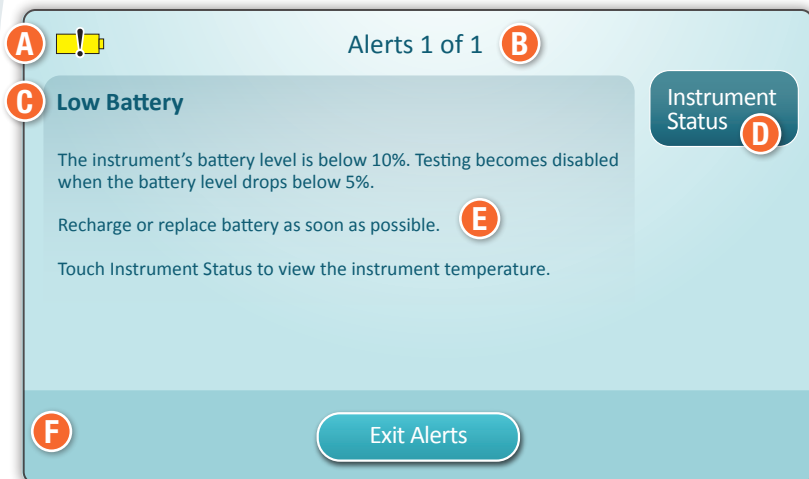 A
Alerts 1 of 1 B
C Low Battery
Instrument
Status D
The instrument's battery level is below 10%. Testing becomes disabled
when the battery level drops below 5%.
Recharge or replace battery as soon as possible. E
Touch Instrument Status to view the instrument temperature.
F
Exit Alerts